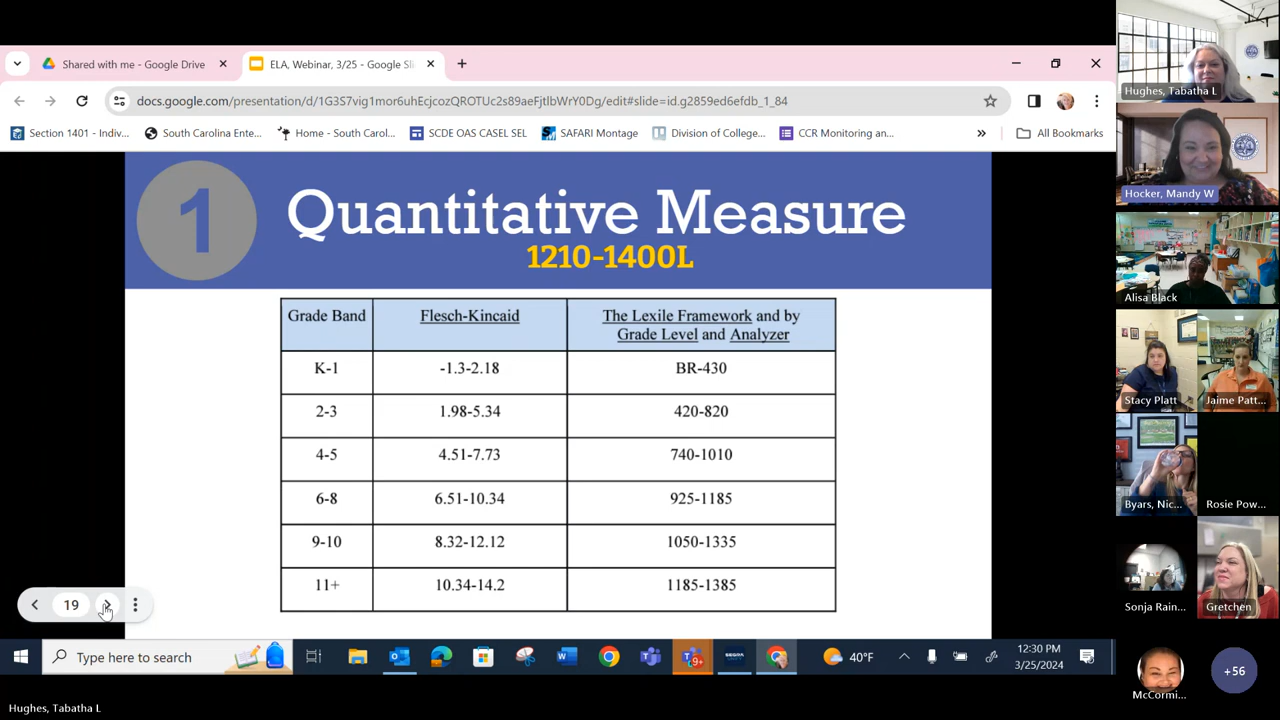 Shared with me - Google Drive
ELA, Webinar, 3/25 - Google Sli
docs.google.com/presentation/d/1G3S7vig1mor6uhEcjcozQROTUc2s89aeFjtIbWrY0Dg/edit#slide=id.g2859ed6efdb_1_84
Section 1401 - Indiv... South Carolina Ente... Home - South Carol... SCDE OAS CASEL SEL SAFARI Montage Division of College... CCR Monitoring an... » All Bookmarks
1
Quantitative Measure
1210-1400L
Grade Band Flesch-Kincaid The Lexile Framework and by
Grade Level and Analyzer
K-1 -1.3-2.18 BR-430
2-3 1.98-5.34 420-820
4-5 4.51-7.73 740-1010
6-8 6.51-10.34 925-1185
9-10 8.32-12.12 1050-1335
11+ 10.34-14.2 1185-1385
19
Type here to search
9+
40°F
12:30 PM
3/25/2024
Hughes, Tabatha L
Hughes, Tabatha L
Hocker, Mandy W
Alisa Black
Stacy Platt
Jaime Patt...
Byars, Nic...
Rosie Pow...
Sonja Rain...
Gretchen
McCormi...
+56